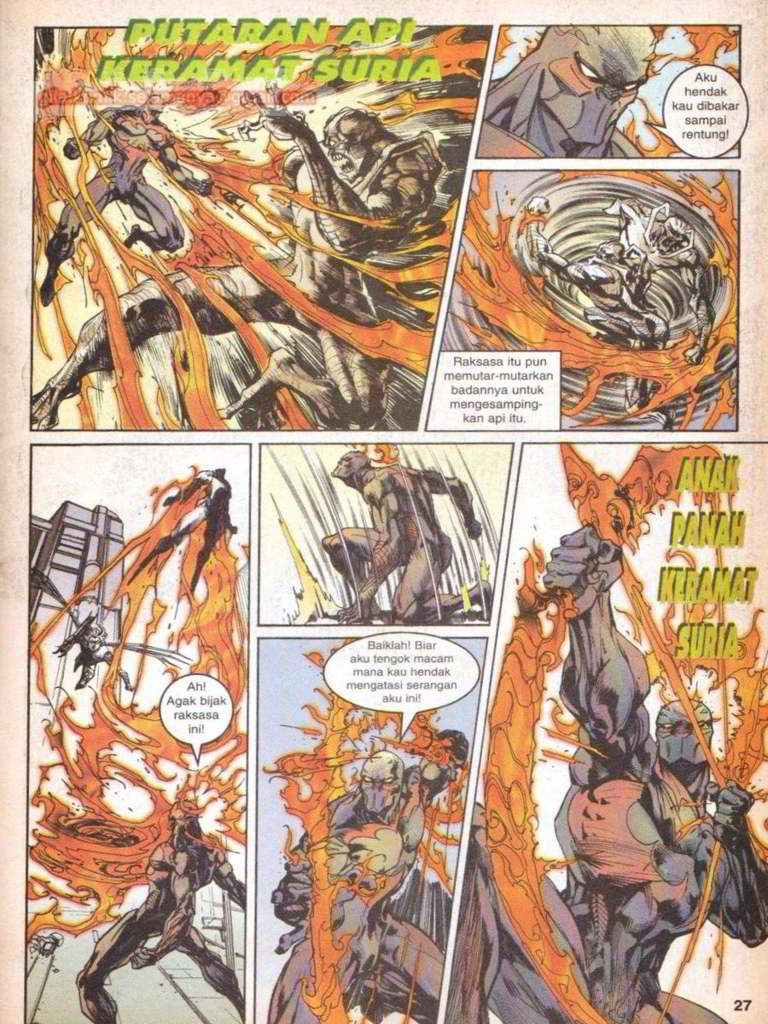 PUTARAN API
KERAMAT SURIA
Aku
hendak
kau dibakar
sampai
rentung!
Raksasa itu pun
memutar-mutarkan
badannya untuk
mengesamping-
kan api itu.
Ah!
Agak bijak
raksasa
ini!
Baiklah! Biar
aku tengok macam
mana kau hendak
mengatasi serangan
aku ini!
ANAK
PANAH
KERAMAT
SURIA
27